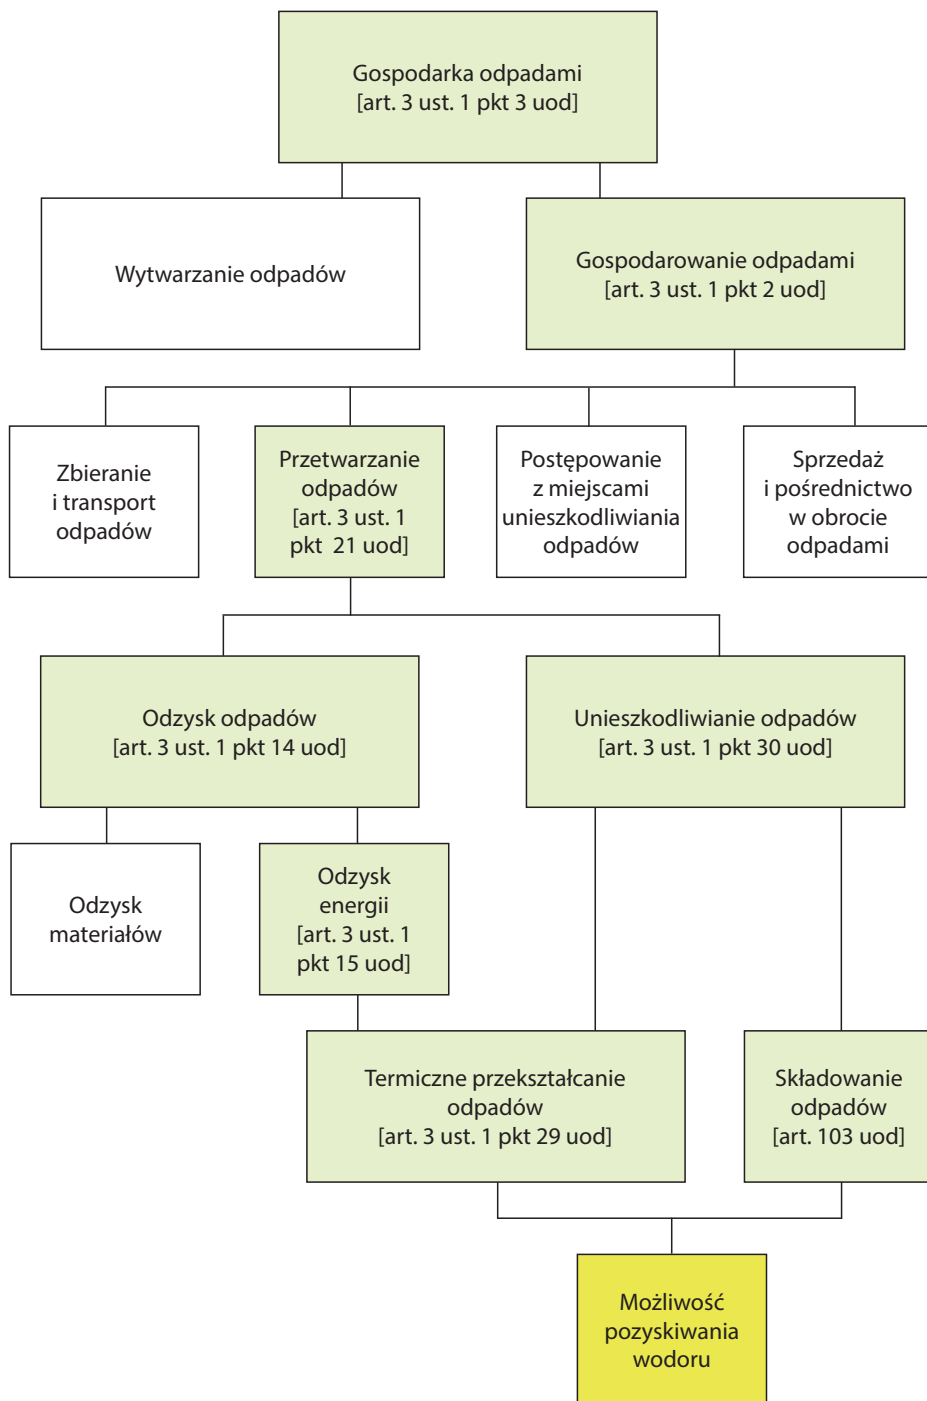 Gospodarka odpadami
[art. 3 ust. 1 pkt 3 uod]
Wytwarzanie odpadów
Gospodarowanie odpadami
[art. 3 ust. 1 pkt 2 uod]
Zbieranie
i transport
odpadów
Przetwarzanie
odpadów
[art. 3 ust. 1
pkt 21 uod]
Postępowanie
z miejscami
unieszkodliwiania
odpadów
Sprzedaż
i pośrednictwo
w obrocie
odpadami
Odzysk odpadów
[art. 3 ust. 1 pkt 14 uod]
Unieszkodliwianie odpadów
[art. 3 ust. 1 pkt 30 uod]
Odzysk
materiałów
Odzysk
energii
[art. 3 ust. 1
pkt 15 uod]
Termiczne przekształcanie
odpadów
[art. 3 ust. 1 pkt 29 uod]
Składowanie
odpadów
[art. 103 uod]
Możliwość
pozyskiwania
wodoru